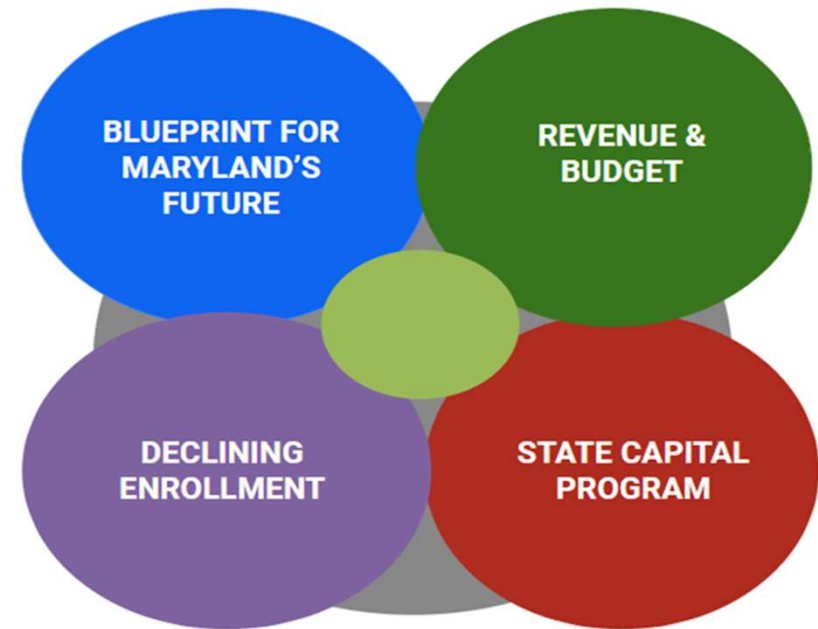 BLUEPRINT FOR
MARYLAND'S
FUTURE
REVENUE &
BUDGET
DECLINING
ENROLLMENT
STATE CAPITAL
PROGRAM